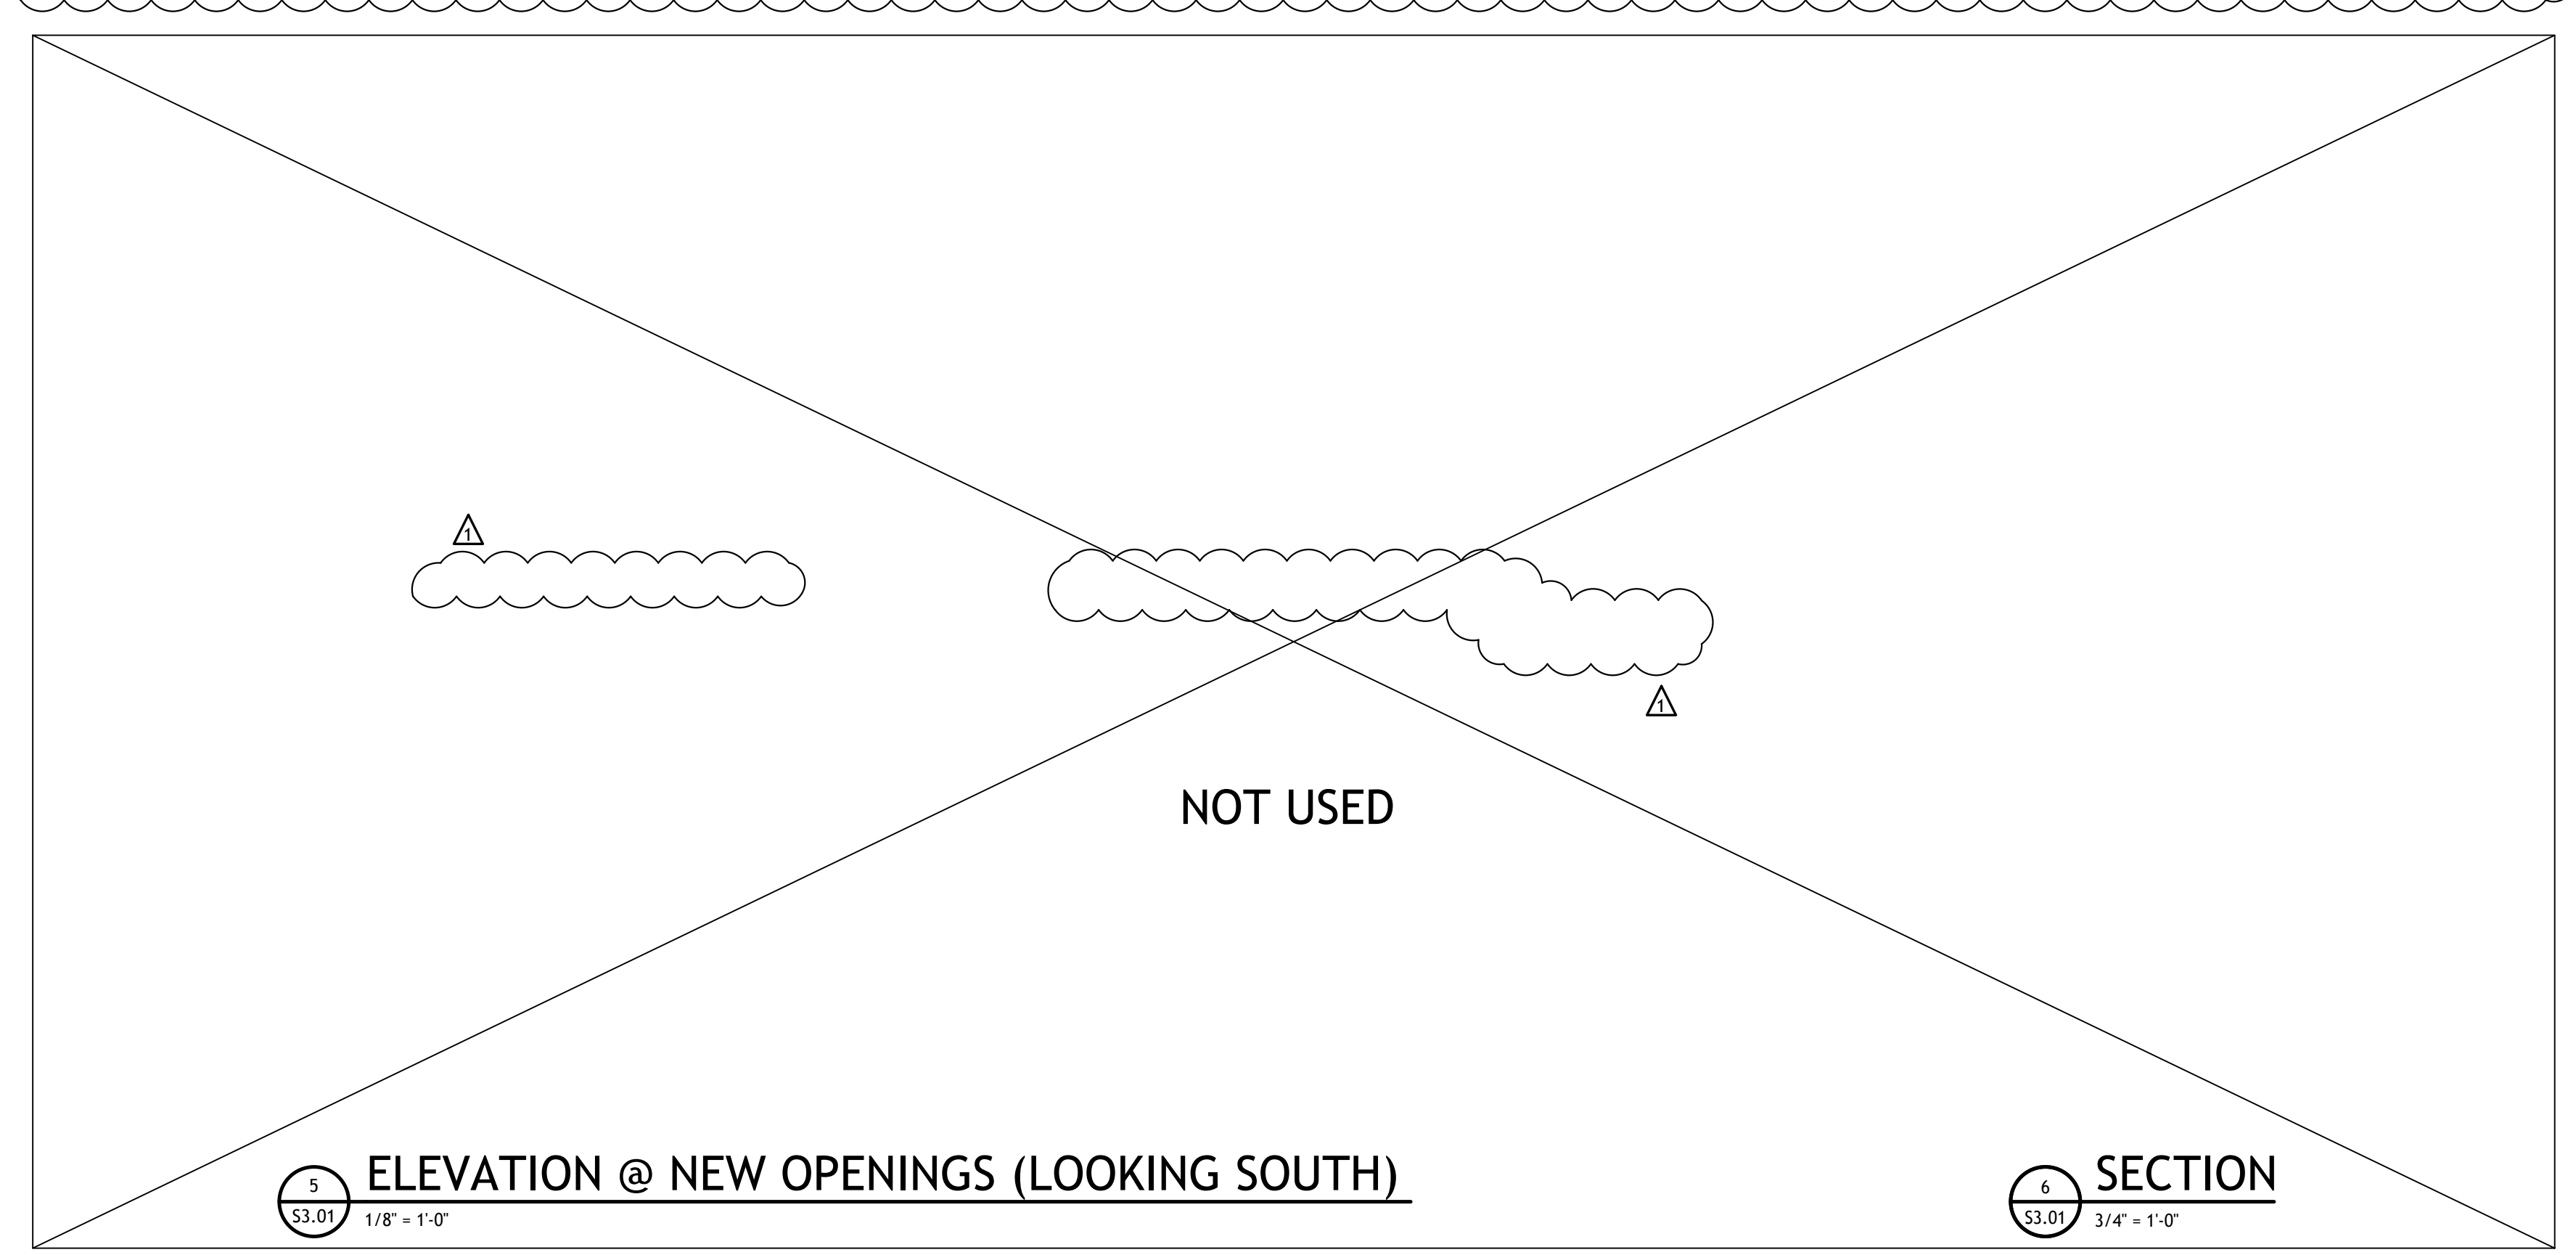 1
1
NOT USED
5
S3.01
ELEVATION @ NEW OPENINGS (LOOKING SOUTH)
1/8" = 1'-0"
6
S3.01
SECTION
3/4" = 1'-0"